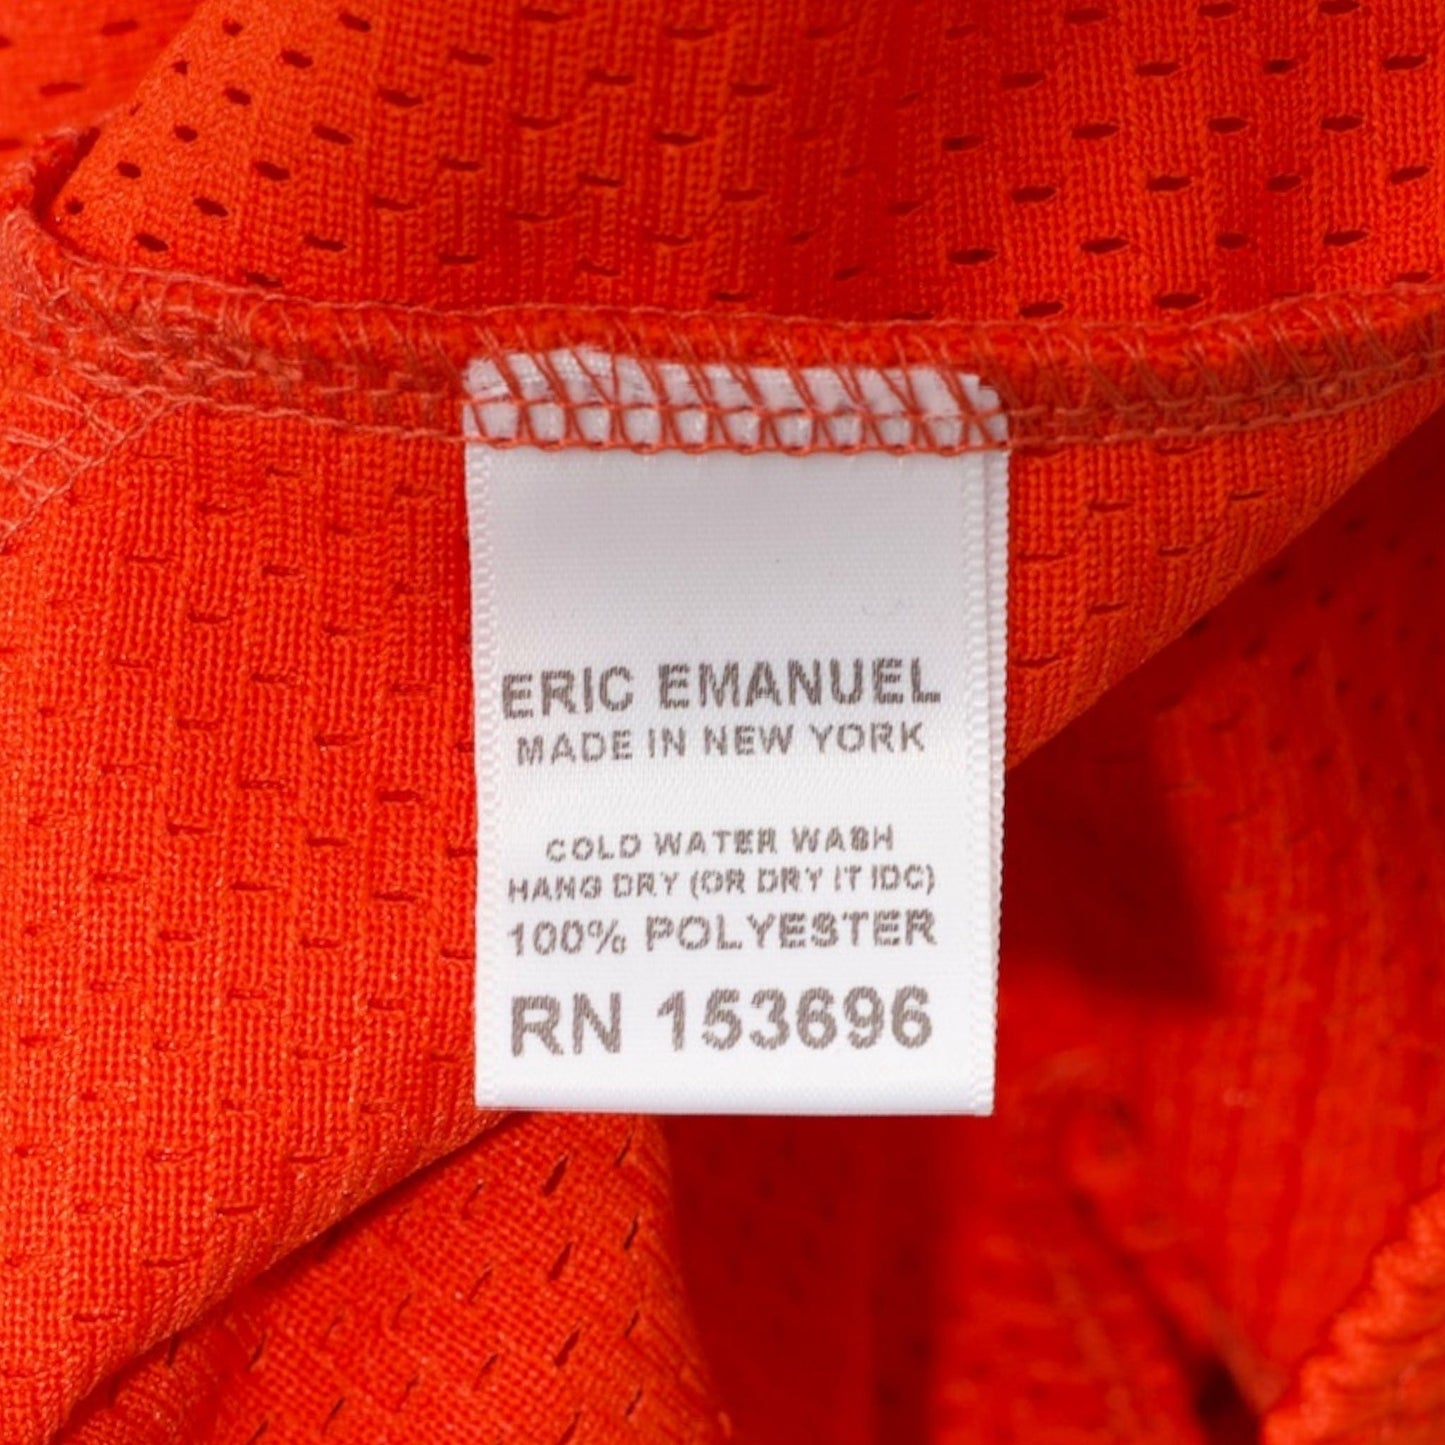 ERIC EMANUEL
MADE IN NEW YORK
COLD WATER WASH
HANG DRY (OR DRY IT IDC)
100% POLYESTER
RN 153696